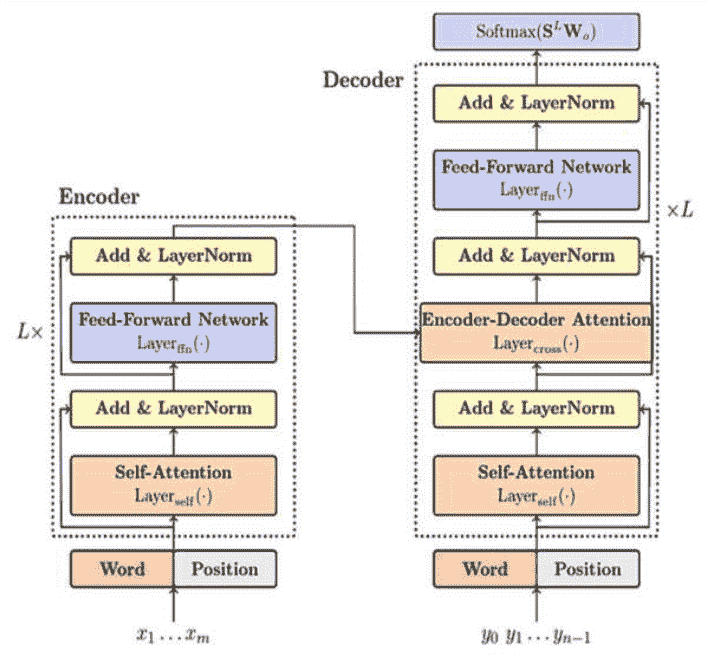 Softmax(S^L W_o)
Decoder
Add & LayerNorm
Feed-Forward Network
Layer_ffn(·)
×L
Add & LayerNorm
Encoder-Decoder Attention
Layer_cross(·)
Add & LayerNorm
Self-Attention
Layer_self(·)
Word Position
y_0 y_1 … y_{n−1}
Encoder
Add & LayerNorm
Feed-Forward Network
Layer_ffn(·)
L×
Add & LayerNorm
Self-Attention
Layer_self(·)
Word Position
x_1 … x_m